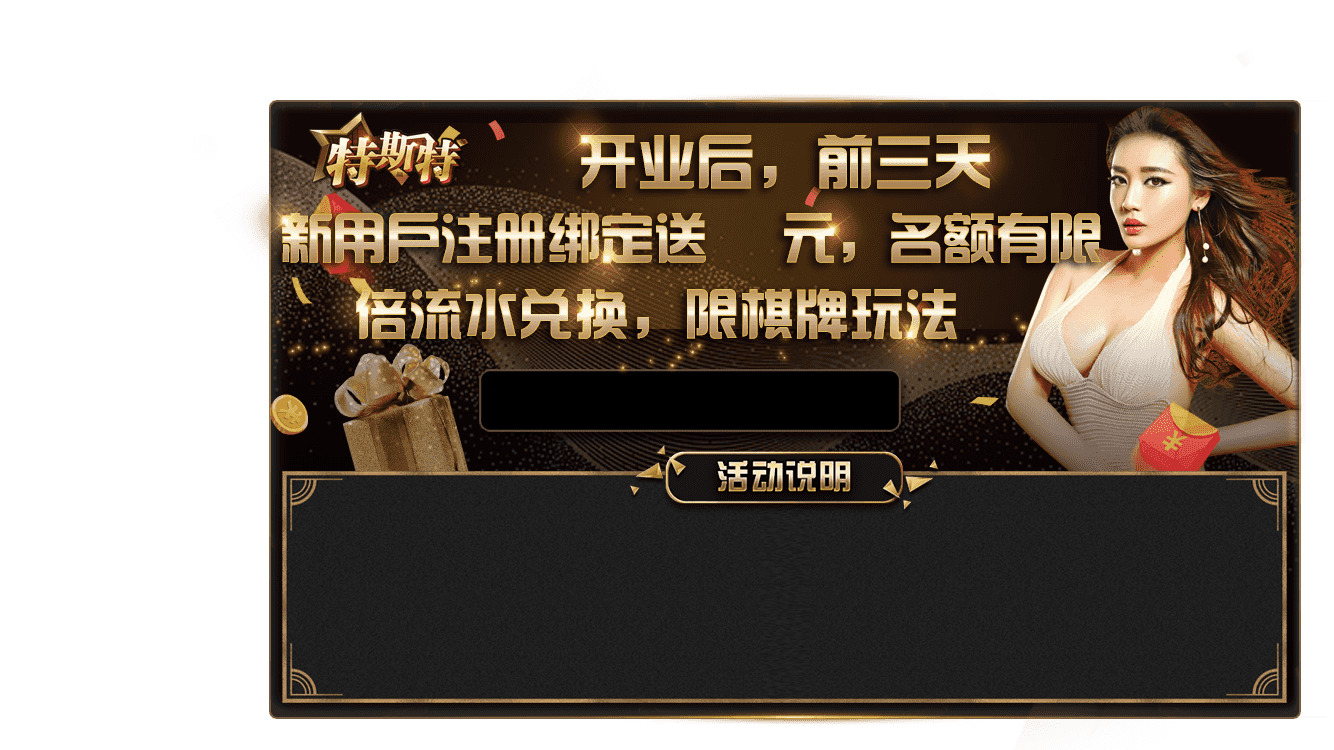 特斯特
开业后，前三天
新用戶注册绑定送 元，名额有限
倍流水兑换，限棋牌玩法
活动说明